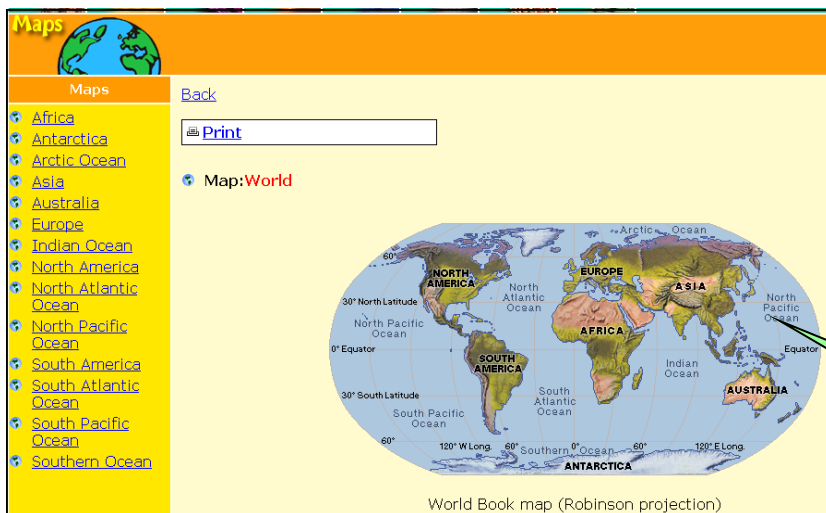 Maps
Maps
Africa
Antarctica
Arctic Ocean
Asia
Australia
Europe
Indian Ocean
North America
North Atlantic
Ocean
North Pacific
Ocean
South America
South Atlantic
Ocean
South Pacific
Ocean
Southern Ocean
Back
Print
Map:World
Arctic Ocean
60°
NORTH
AMERICA
EUROPE
ASIA
North
Atlantic
Ocean
30° North Latitude
North
Pacific
Ocean
North Pacific
Ocean
AFRICA
0° Equator
Equator
SOUTH
AMERICA
Indian
Ocean
AUSTRALIA
30° South Latitude
South
Atlantic
Ocean
South Pacific
Ocean
60°
120° W Long.
60°
0°
60°
120° E Long.
Southern Ocean
ANTARCTICA
World Book map (Robinson projection)